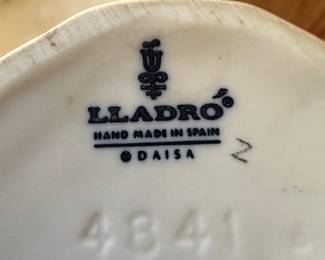 LLADRÓ®
HAND MADE IN SPAIN
© DAISA
Z
4841